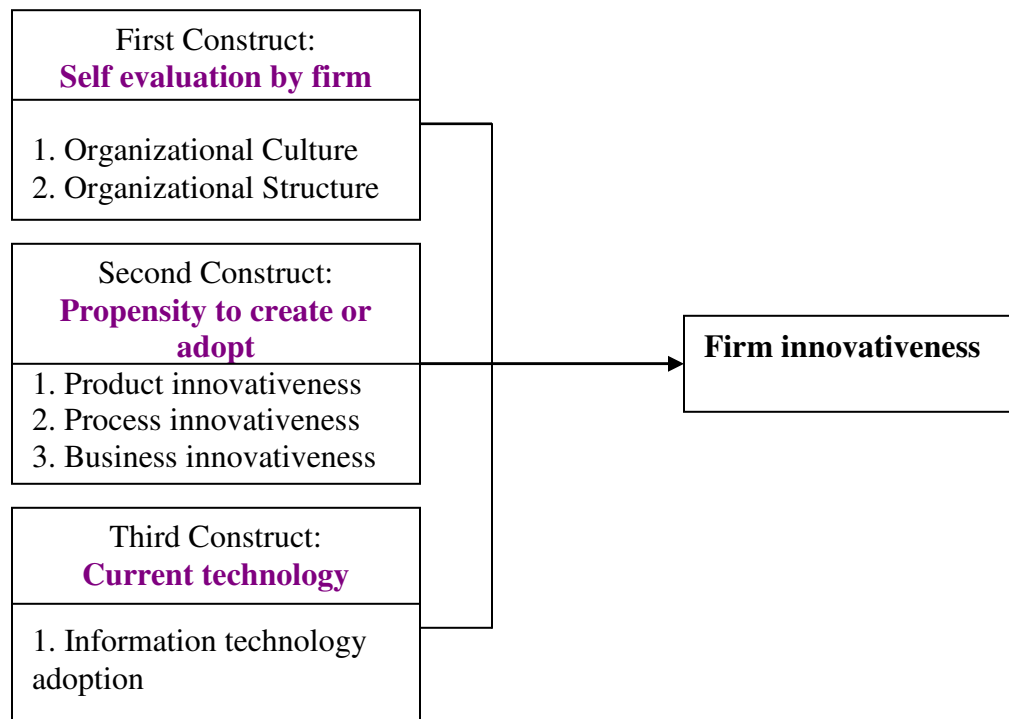 First Construct:
Self evaluation by firm
1. Organizational Culture
2. Organizational Structure
Second Construct:
Propensity to create or
adopt
1. Product innovativeness
2. Process innovativeness
3. Business innovativeness
Third Construct:
Current technology
1. Information technology
adoption
Firm innovativeness